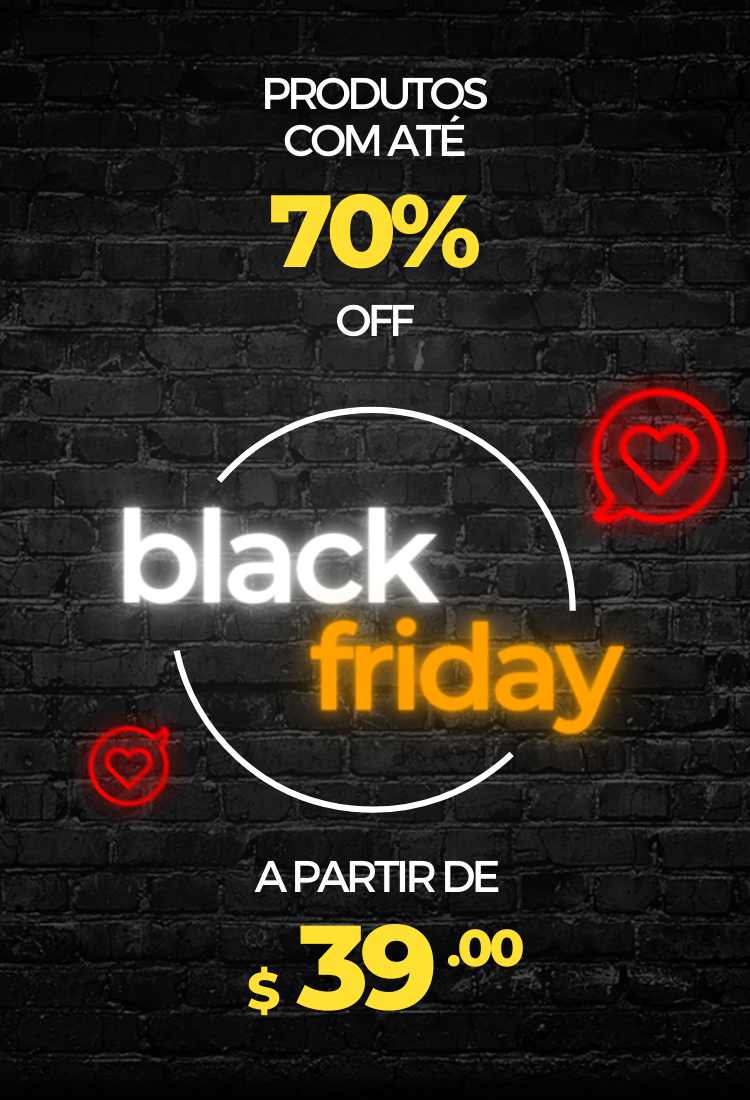 PRODUTOS
COM ATÉ
70%
OFF
black
friday
A PARTIR DE
$ 39 .00